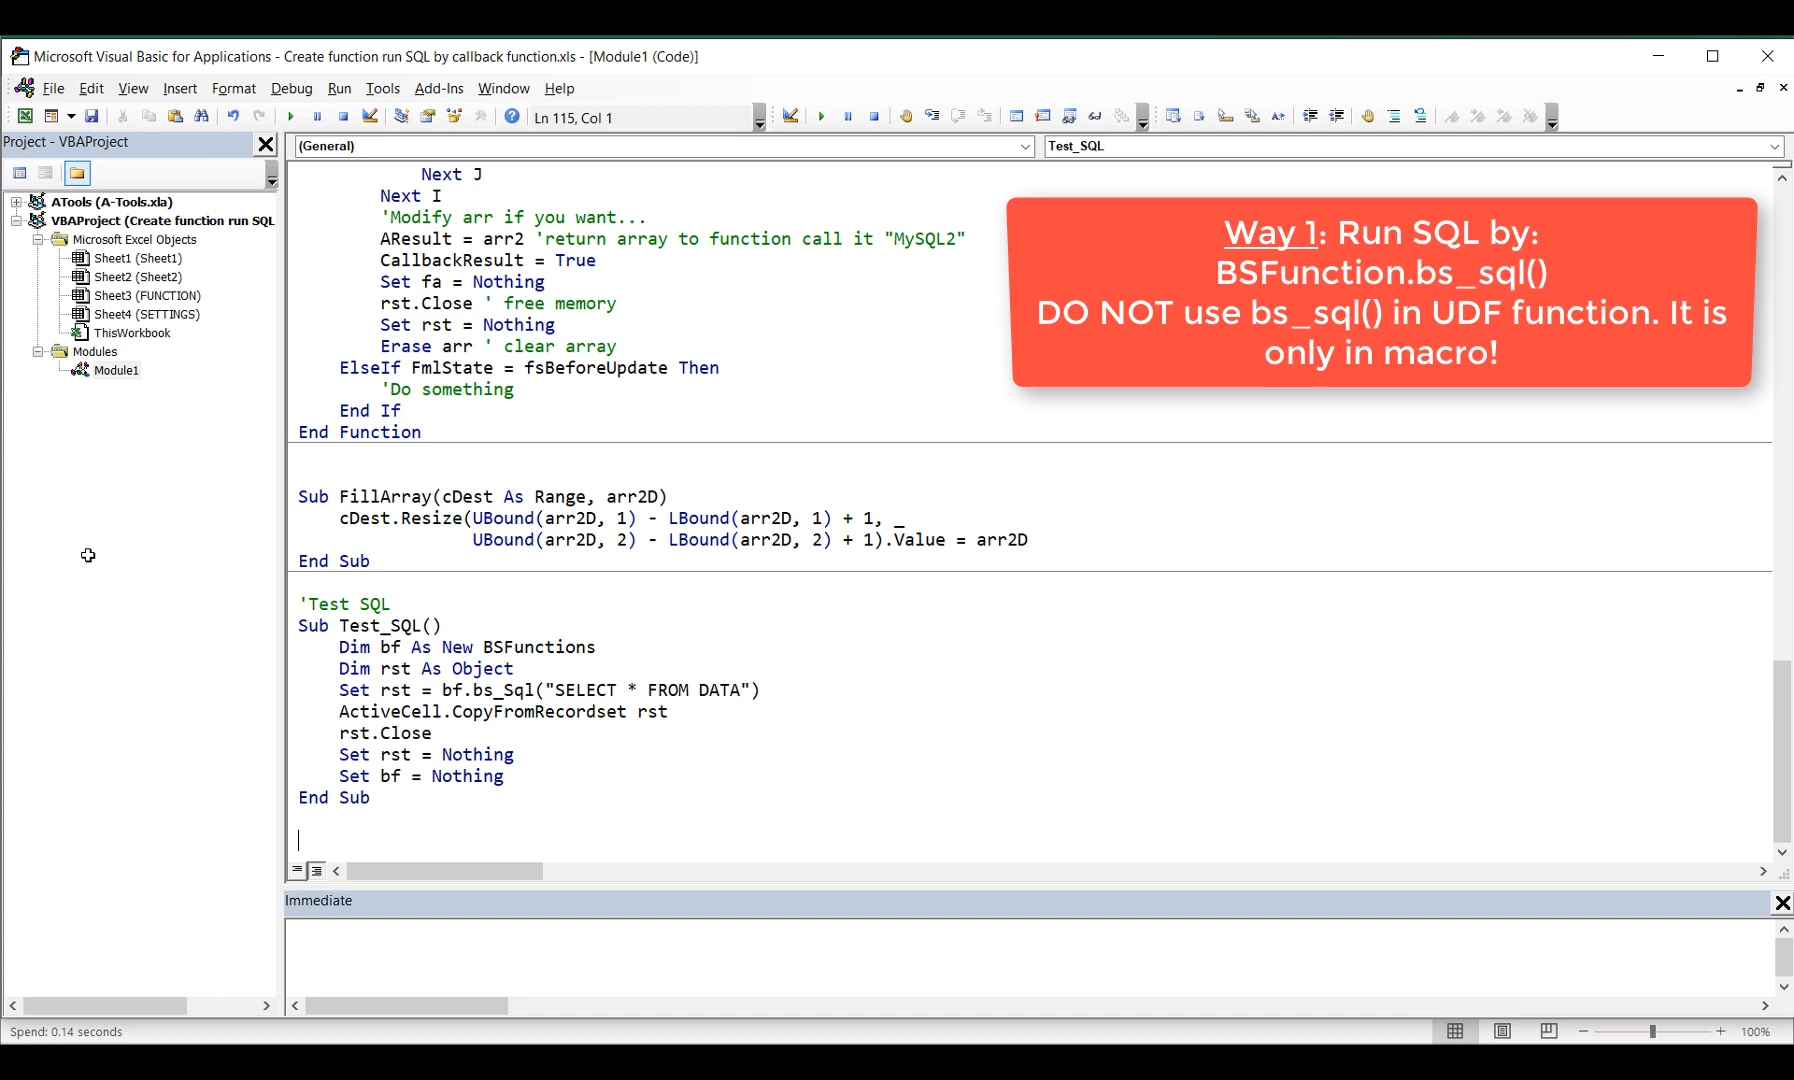 Microsoft Visual Basic for Applications - Create function run SQL by callback function.xls - [Module1 (Code)]
File Edit View Insert Format Debug Run Tools Add-Ins Window Help
Ln 115, Col 1
Project - VBAProject
(General)
Test_SQL
ATools (A-Tools.xla)
VBAProject (Create function run SQL
Microsoft Excel Objects
Sheet1 (Sheet1)
Sheet2 (Sheet2)
Sheet3 (FUNCTION)
Sheet4 (SETTINGS)
ThisWorkbook
Modules
Module1
Next J
Next I
'Modify arr if you want...
AResult = arr2 'return array to function call it "MySQL2"
CallbackResult = True
Set fa = Nothing
rst.Close ' free memory
Set rst = Nothing
Erase arr ' clear array
ElseIf FmlState = fsBeforeUpdate Then
'Do something
End If
End Function
Sub FillArray(cDest As Range, arr2D)
cDest.Resize(UBound(arr2D, 1) - LBound(arr2D, 1) + 1, _
UBound(arr2D, 2) - LBound(arr2D, 2) + 1).Value = arr2D
End Sub
'Test SQL
Sub Test_SQL()
Dim bf As New BSFunctions
Dim rst As Object
Set rst = bf.bs_Sql("SELECT * FROM DATA")
ActiveCell.CopyFromRecordset rst
rst.Close
Set rst = Nothing
Set bf = Nothing
End Sub
Way 1: Run SQL by:
BSFunction.bs_sql()
DO NOT use bs_sql() in UDF function. It is
only in macro!
Immediate
Spend: 0.14 seconds
100%